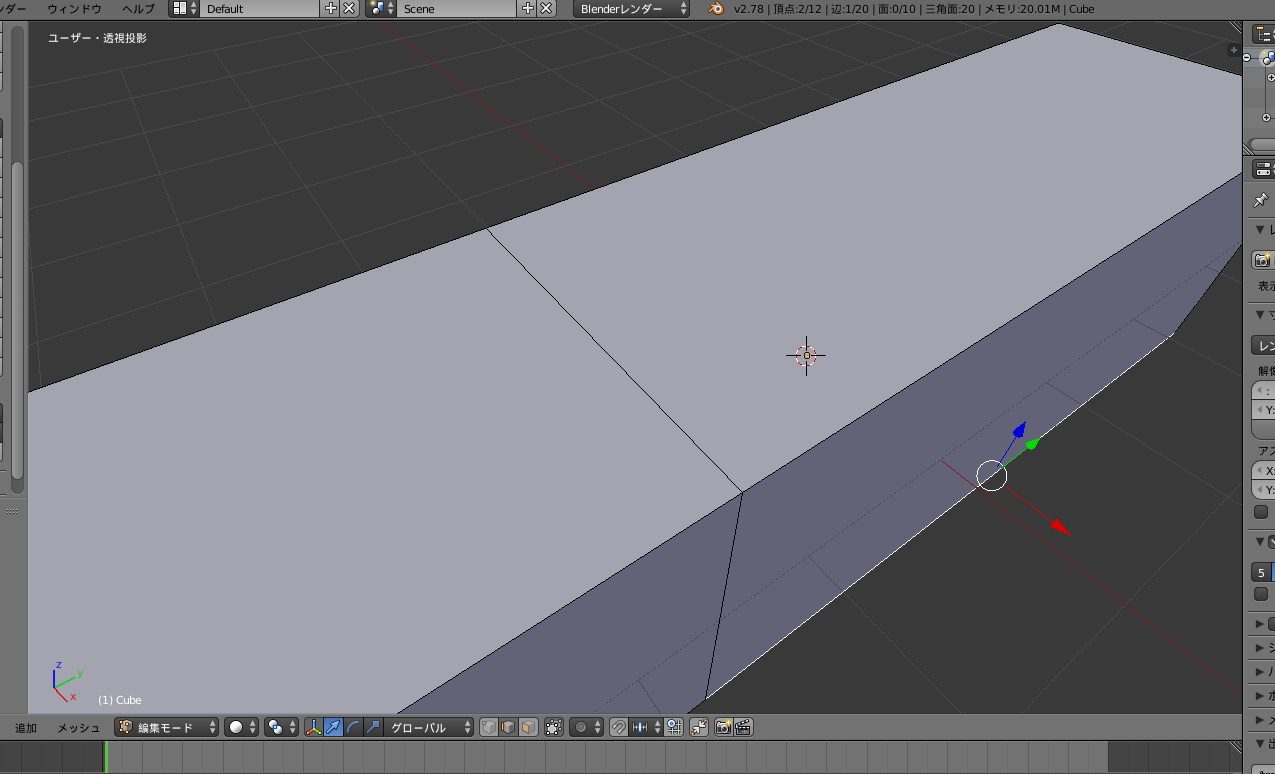 ンダー ウィンドウ ヘルプ Default Scene Blenderレンダー v2.78 | 頂点:2/12 | 辺:1/20 | 面:0/10 | 三角面:20 | メモリ:20.01M | Cube
ユーザー・透視投影
表示
レン
解像
:
Y:
アス
X:
Y:
5
z
y
x
(1) Cube
追加 メッシュ 編集モード グローバル